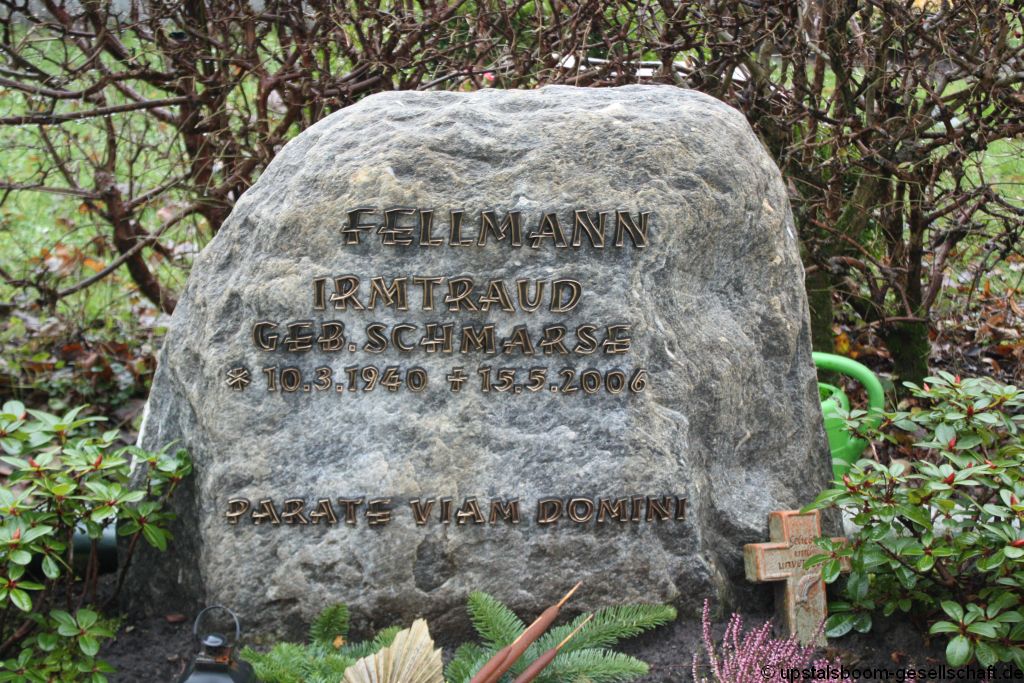 FELLMANN
IRMTRAUD
GEB. SCHMARSE
* 10.3.1940 + 15.5.2006
PARATE VIAM DOMINI
©upstalsboom-gesellschaft.de